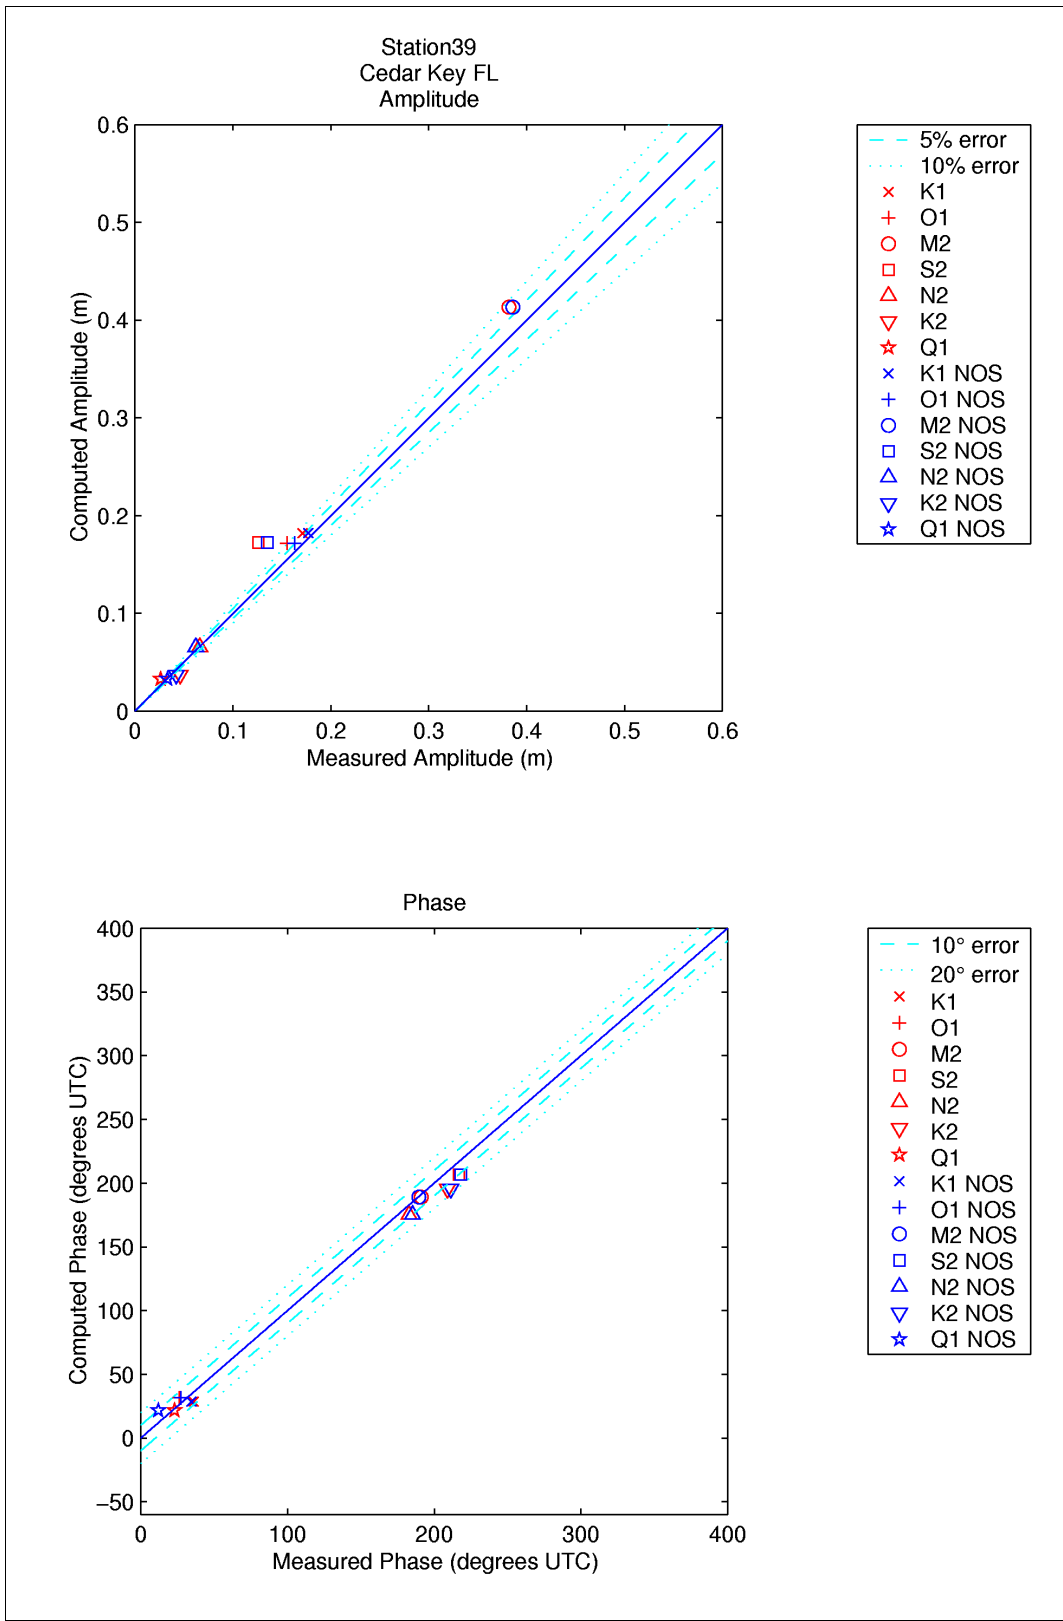 Station39
Cedar Key FL
Amplitude
0.6
0.5
0.4
0.3
0.2
0.1
0
Computed Amplitude (m)
0 0.1 0.2 0.3 0.4 0.5 0.6
Measured Amplitude (m)
5% error
10% error
K1
O1
M2
S2
N2
K2
Q1
K1 NOS
O1 NOS
M2 NOS
S2 NOS
N2 NOS
K2 NOS
Q1 NOS
Phase
400
350
300
250
200
150
100
50
0
−50
Computed Phase (degrees UTC)
0 100 200 300 400
Measured Phase (degrees UTC)
10° error
20° error
K1
O1
M2
S2
N2
K2
Q1
K1 NOS
O1 NOS
M2 NOS
S2 NOS
N2 NOS
K2 NOS
Q1 NOS